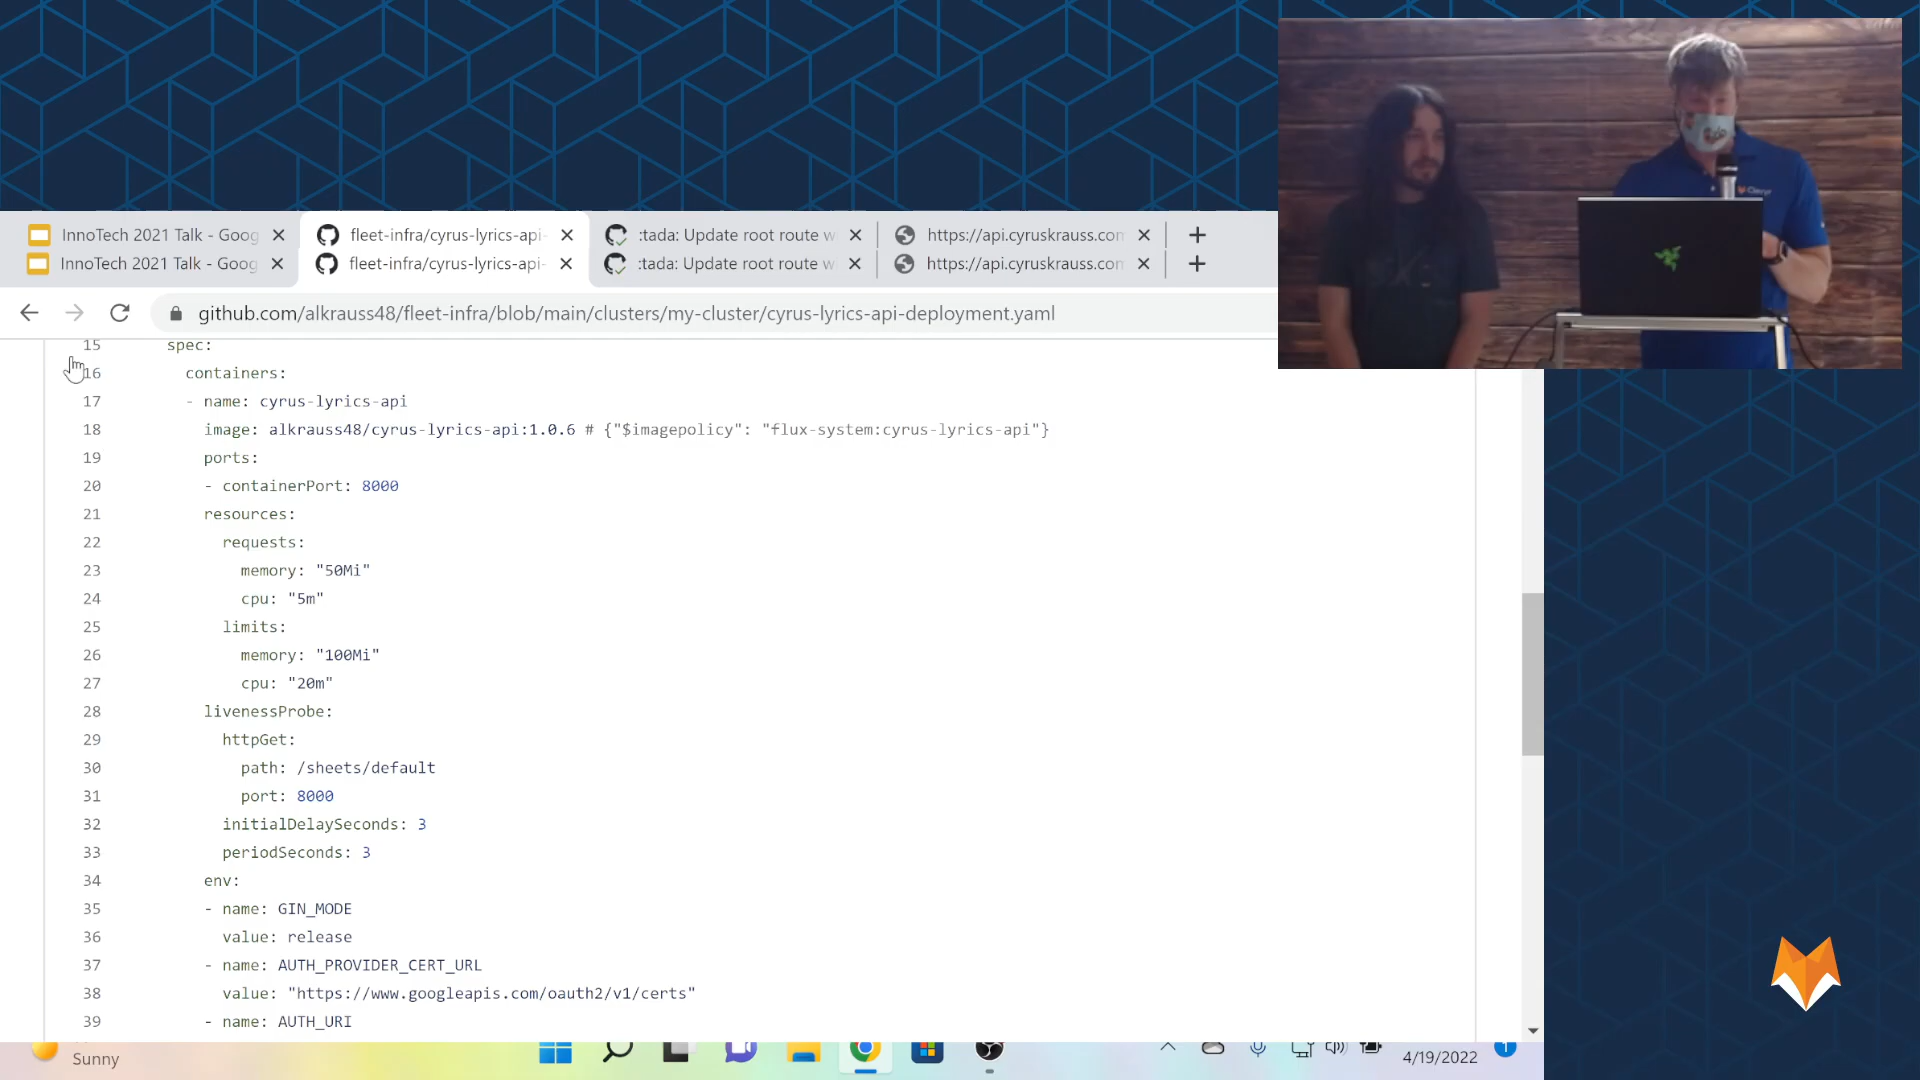 InnoTech 2021 Talk - Goog
fleet-infra/cyrus-lyrics-api-
:tada: Update root route w
https://api.cyruskrauss.com
InnoTech 2021 Talk - Goog
fleet-infra/cyrus-lyrics-api-
:tada: Update root route w
https://api.cyruskrauss.com
github.com/alkrauss48/fleet-infra/blob/main/clusters/my-cluster/cyrus-lyrics-api-deployment.yaml
15 spec:
16 containers:
17 - name: cyrus-lyrics-api
18 image: alkrauss48/cyrus-lyrics-api:1.0.6 # {"$imagepolicy": "flux-system:cyrus-lyrics-api"}
19 ports:
20 - containerPort: 8000
21 resources:
22 requests:
23 memory: "50Mi"
24 cpu: "5m"
25 limits:
26 memory: "100Mi"
27 cpu: "20m"
28 livenessProbe:
29 httpGet:
30 path: /sheets/default
31 port: 8000
32 initialDelaySeconds: 3
33 periodSeconds: 3
34 env:
35 - name: GIN_MODE
36 value: release
37 - name: AUTH_PROVIDER_CERT_URL
38 value: "https://www.googleapis.com/oauth2/v1/certs"
39 - name: AUTH_URI
Sunny
4/19/2022
1